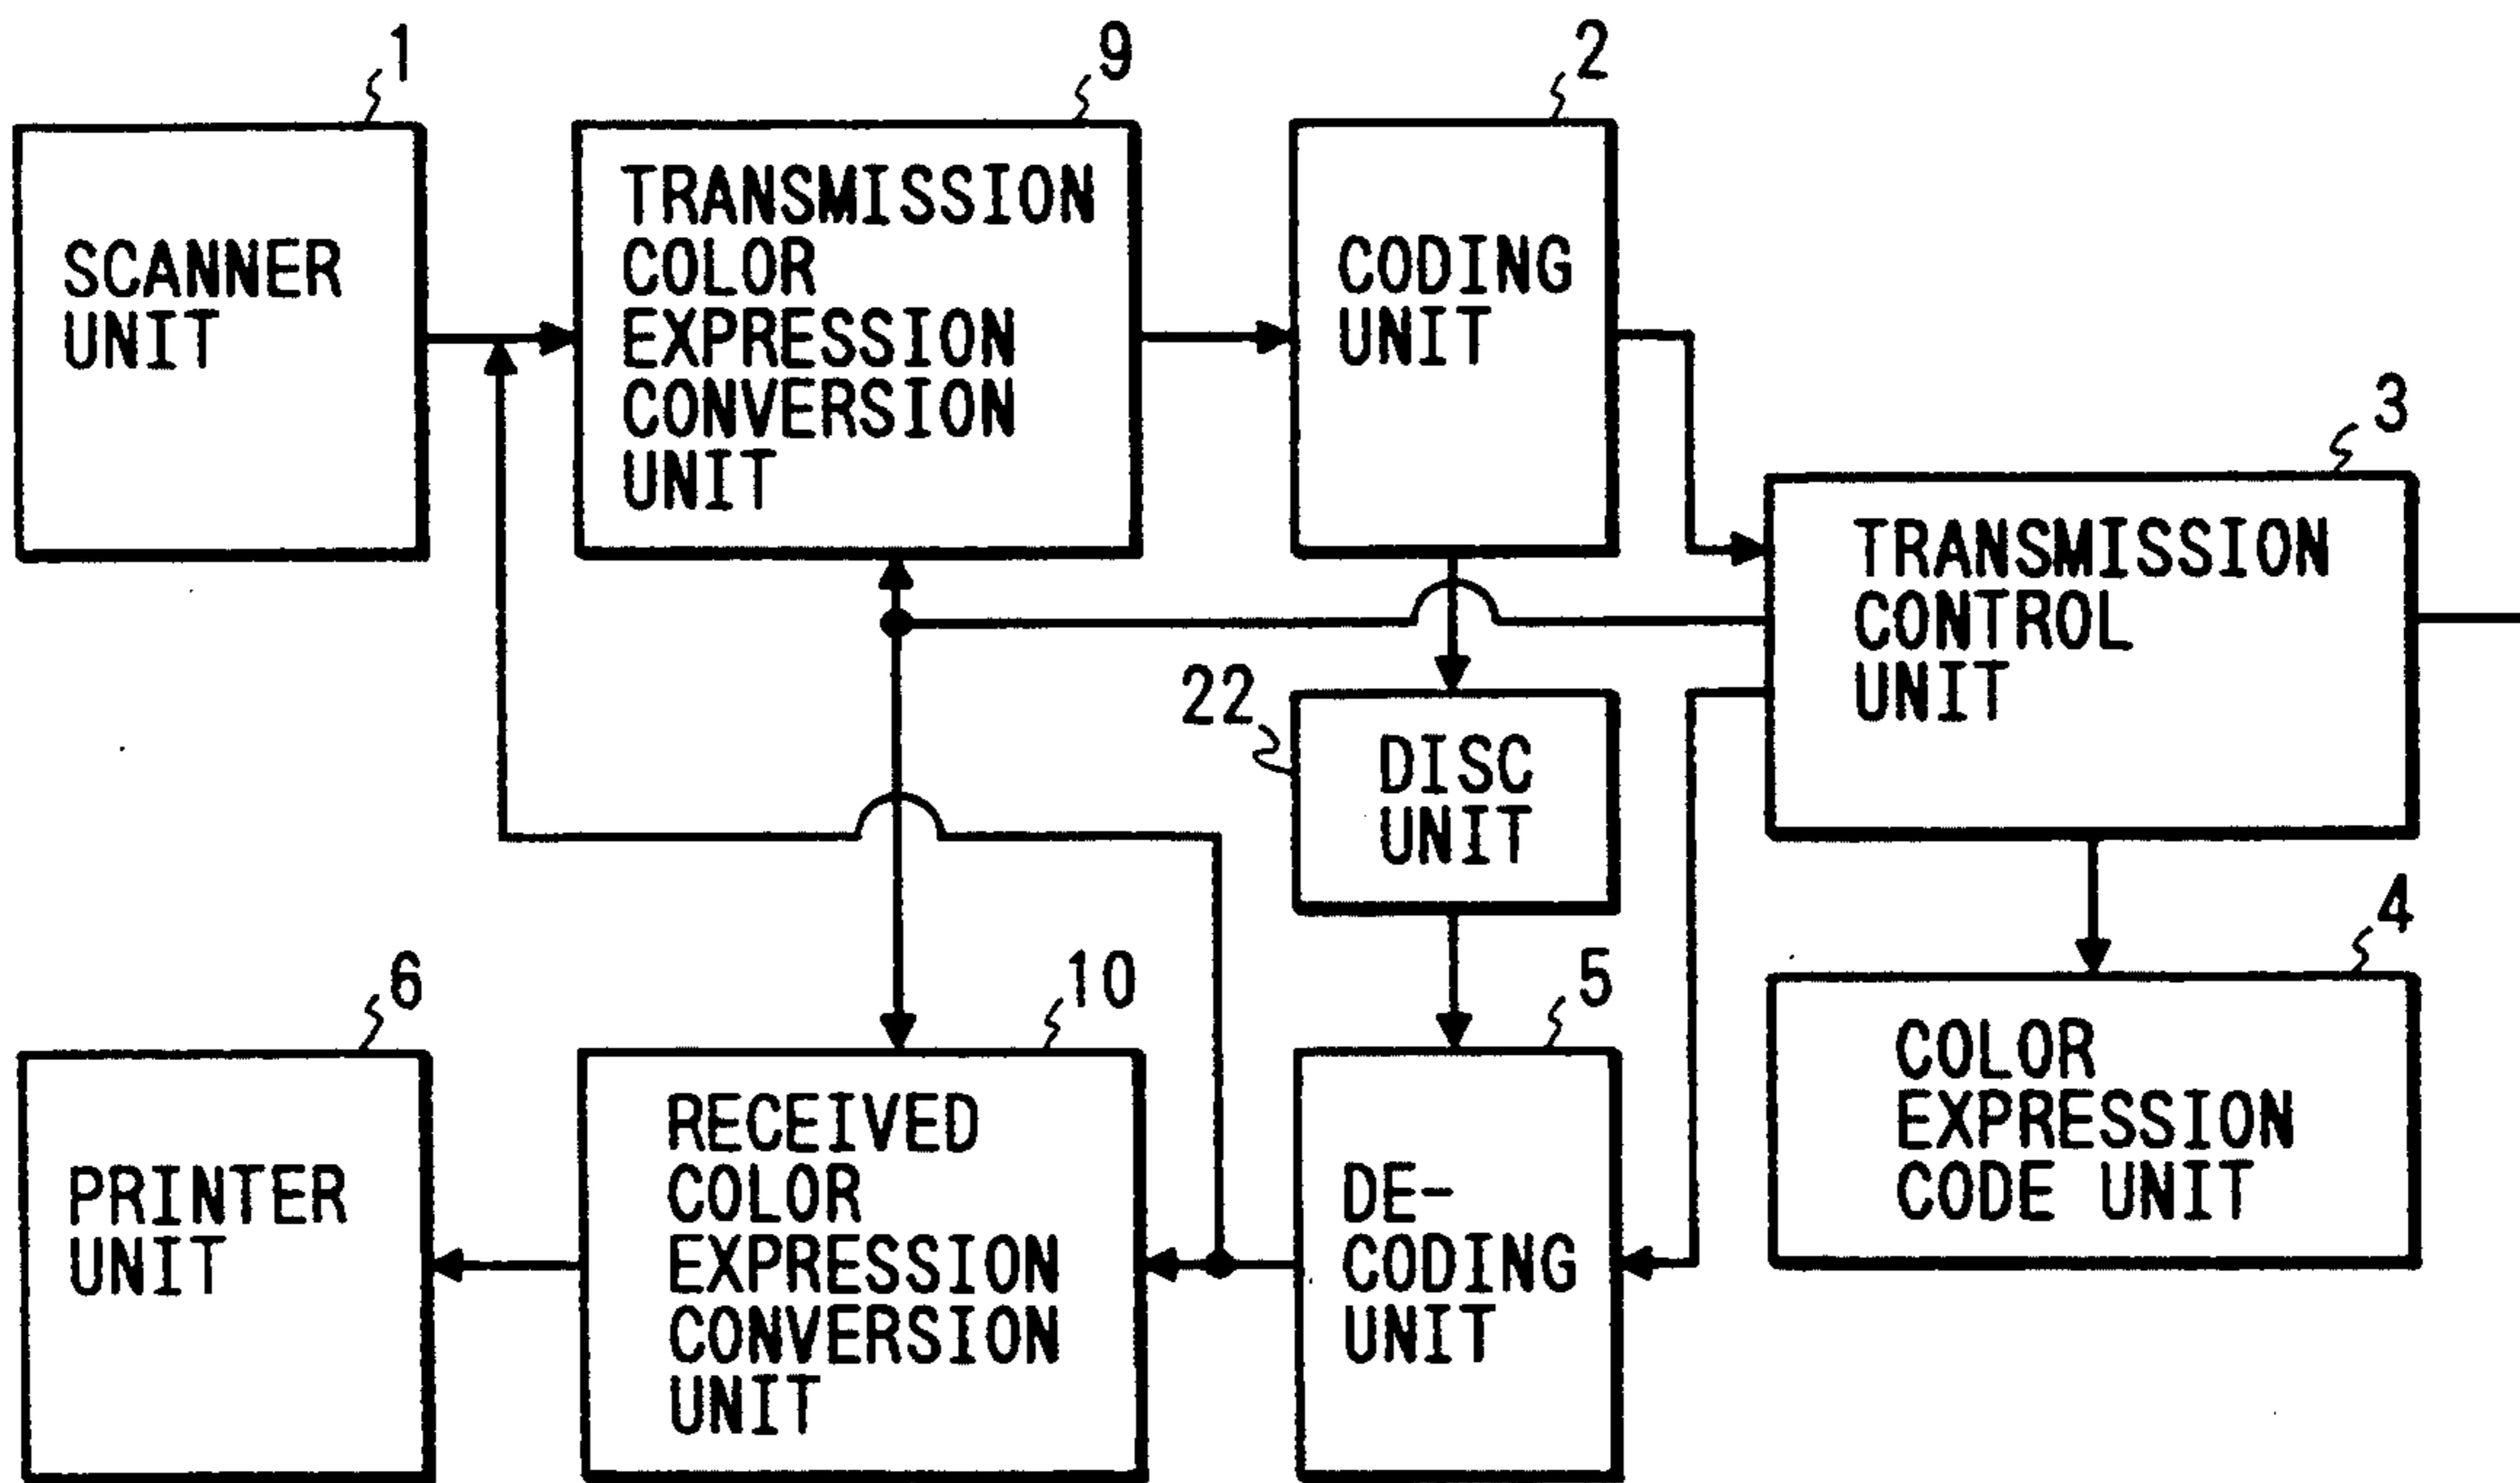 1
SCANNER
UNIT
9
TRANSMISSION
COLOR
EXPRESSION
CONVERSION
UNIT
2
CODING
UNIT
3
TRANSMISSION
CONTROL
UNIT
22
DISC
UNIT
4
COLOR
EXPRESSION
CODE UNIT
6
PRINTER
UNIT
10
RECEIVED
COLOR
EXPRESSION
CONVERSION
UNIT
5
DE-
CODING
UNIT